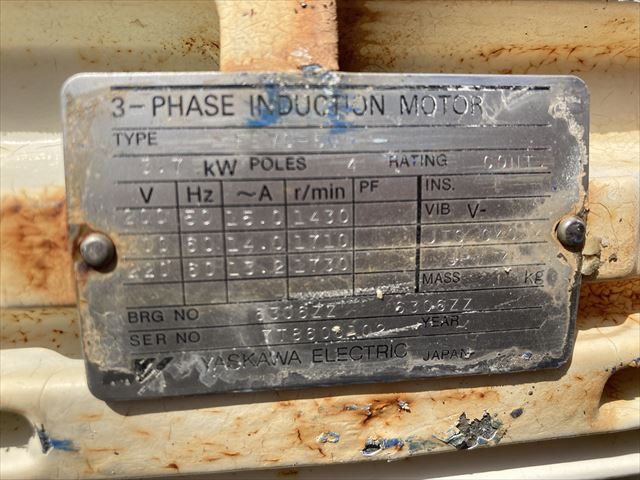 3-PHASE INDUCTION MOTOR
TYPE
3.7 kW POLES 4 RATING CONT.
V Hz ~A r/min PF INS.
200 50 15.0 1430 VIB V-
200 60 14.0 1710
220 60 13.2 1730 MASS kg
BRG NO 6306ZZ 6306ZZ
SER NO YEAR
YASKAWA ELECTRIC JAPAN